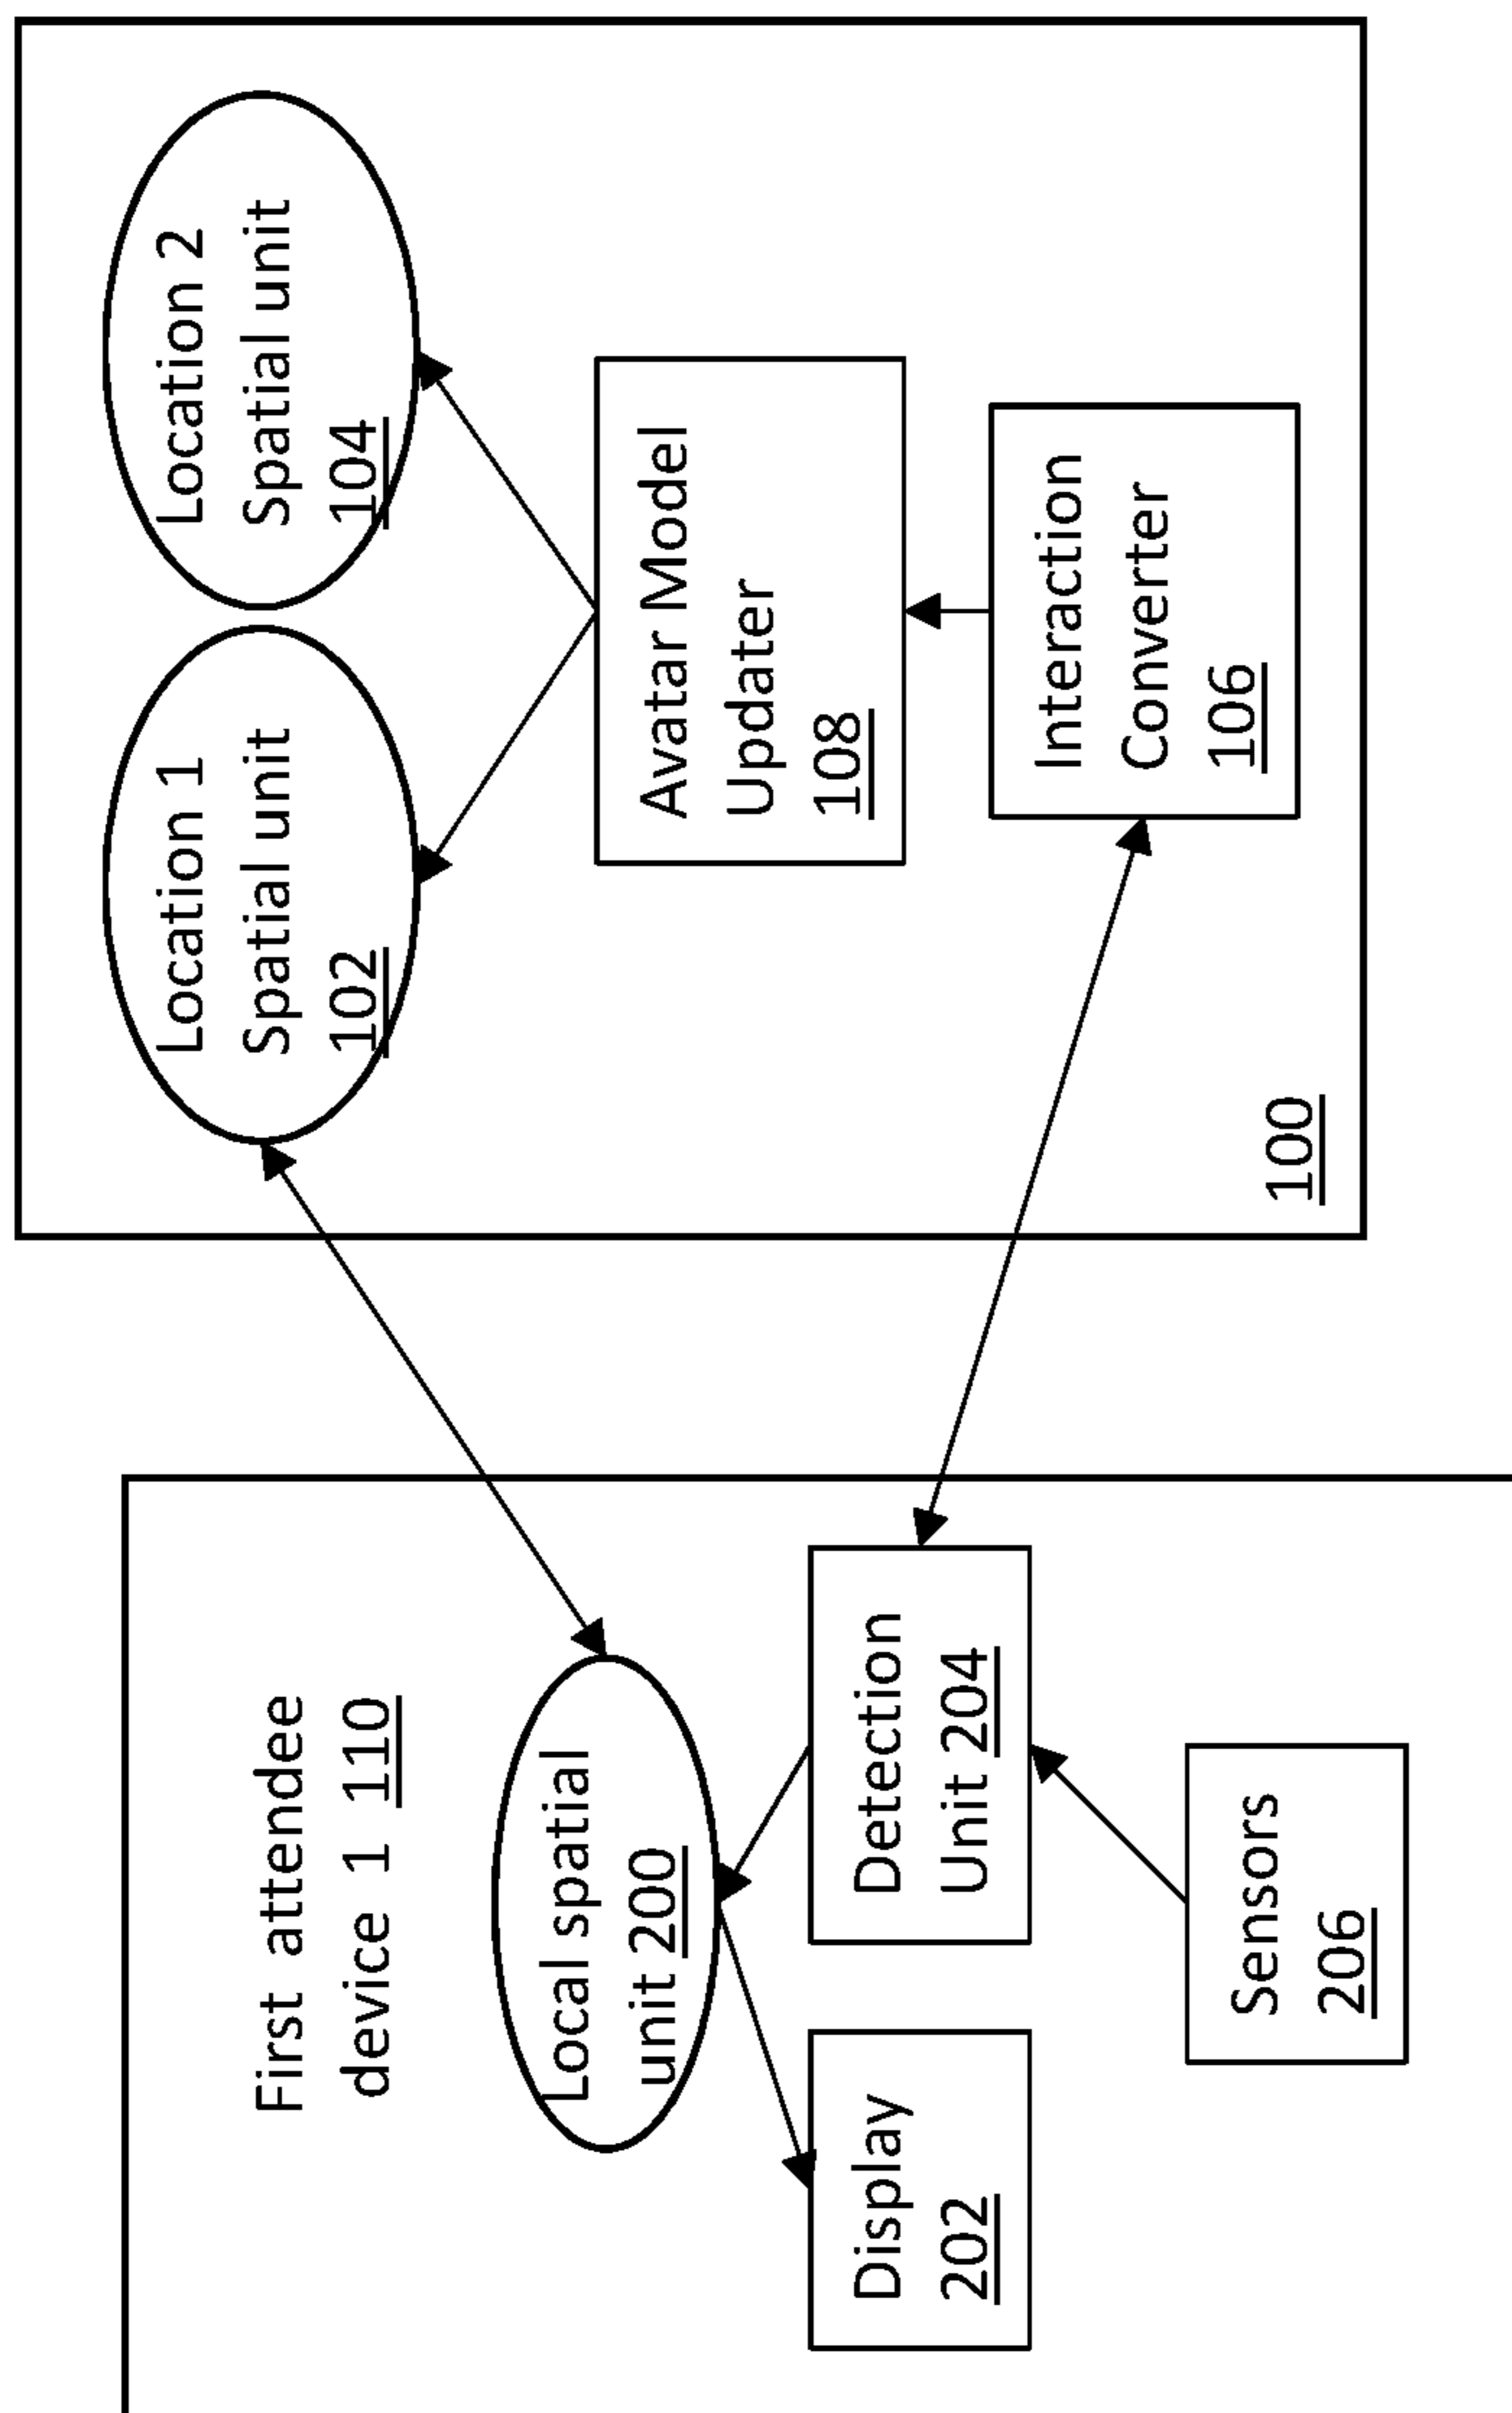 First attendee
device 1 110
Local spatial
unit 200
Display
202
Detection
Unit 204
Sensors
206
Location 1
Spatial unit
102
Location 2
Spatial unit
104
Avatar Model
Updater
108
Interaction
Converter
106
100